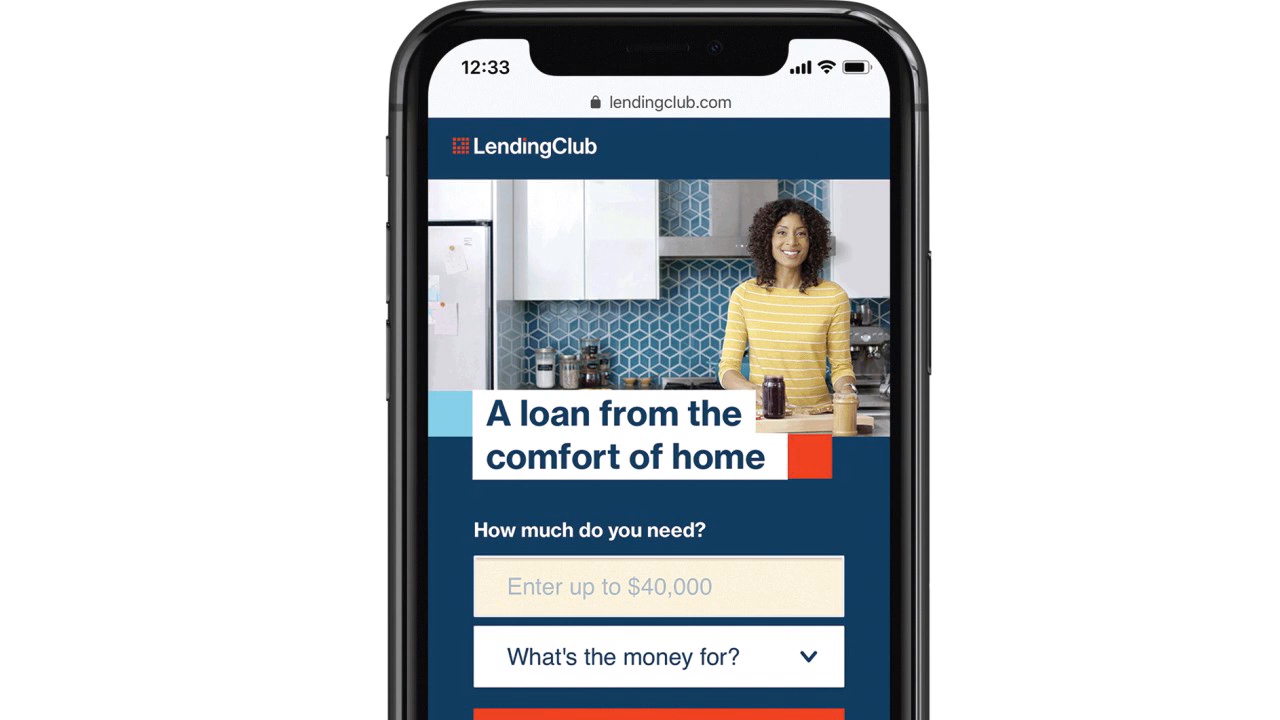 12:33
lendingclub.com
LendingClub
A loan from the
comfort of home
How much do you need?
Enter up to $40,000
What's the money for?